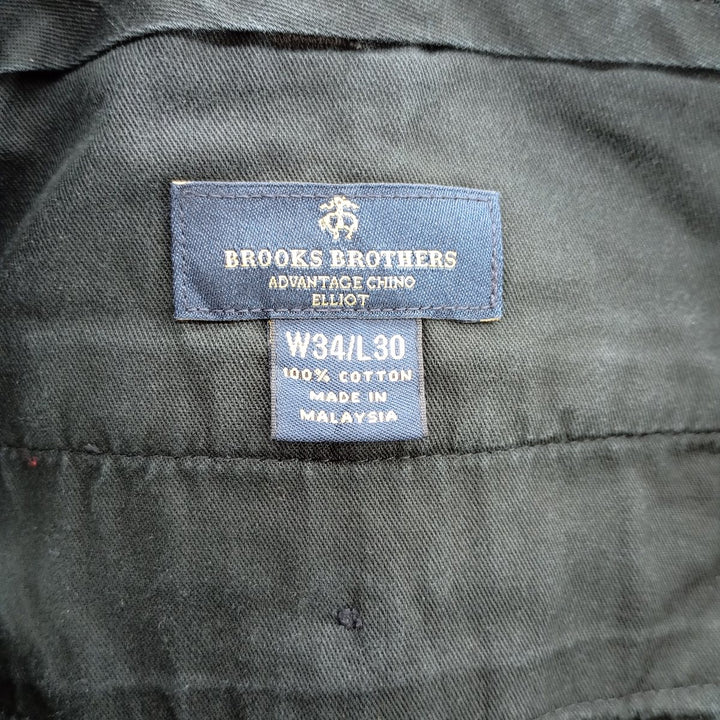 BROOKS BROTHERS
ADVANTAGE CHINO
ELLIOT
W34/L30
100% COTTON
MADE IN
MALAYSIA